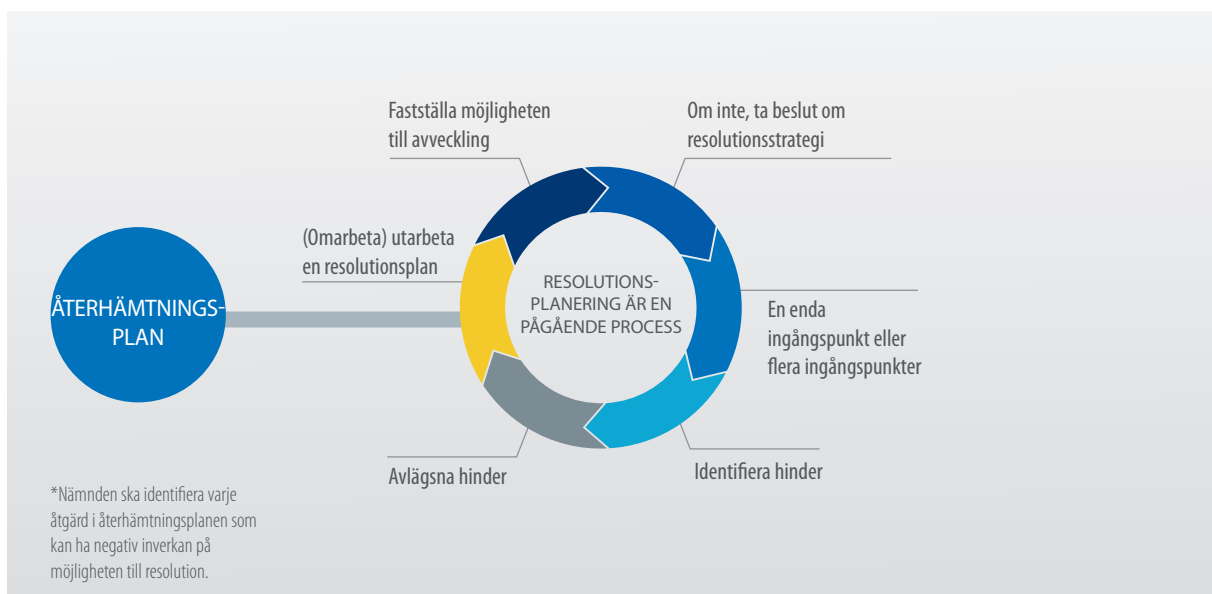 Fastställa möjligheten
till avveckling
Om inte, ta beslut om
resolutionsstrategi
(Omarbeta) utarbeta
en resolutionsplan
ÅTERHÄMTNINGS-
PLAN
RESOLUTIONS-
PLANERING ÄR EN
PÅGÅENDE PROCESS
En enda
ingångspunkt eller
flera ingångspunkter
Avlägsna hinder
Identifiera hinder
*Nämnden ska identifiera varje
åtgärd i återhämtningsplanen som
kan ha negativ inverkan på
möjligheten till resolution.